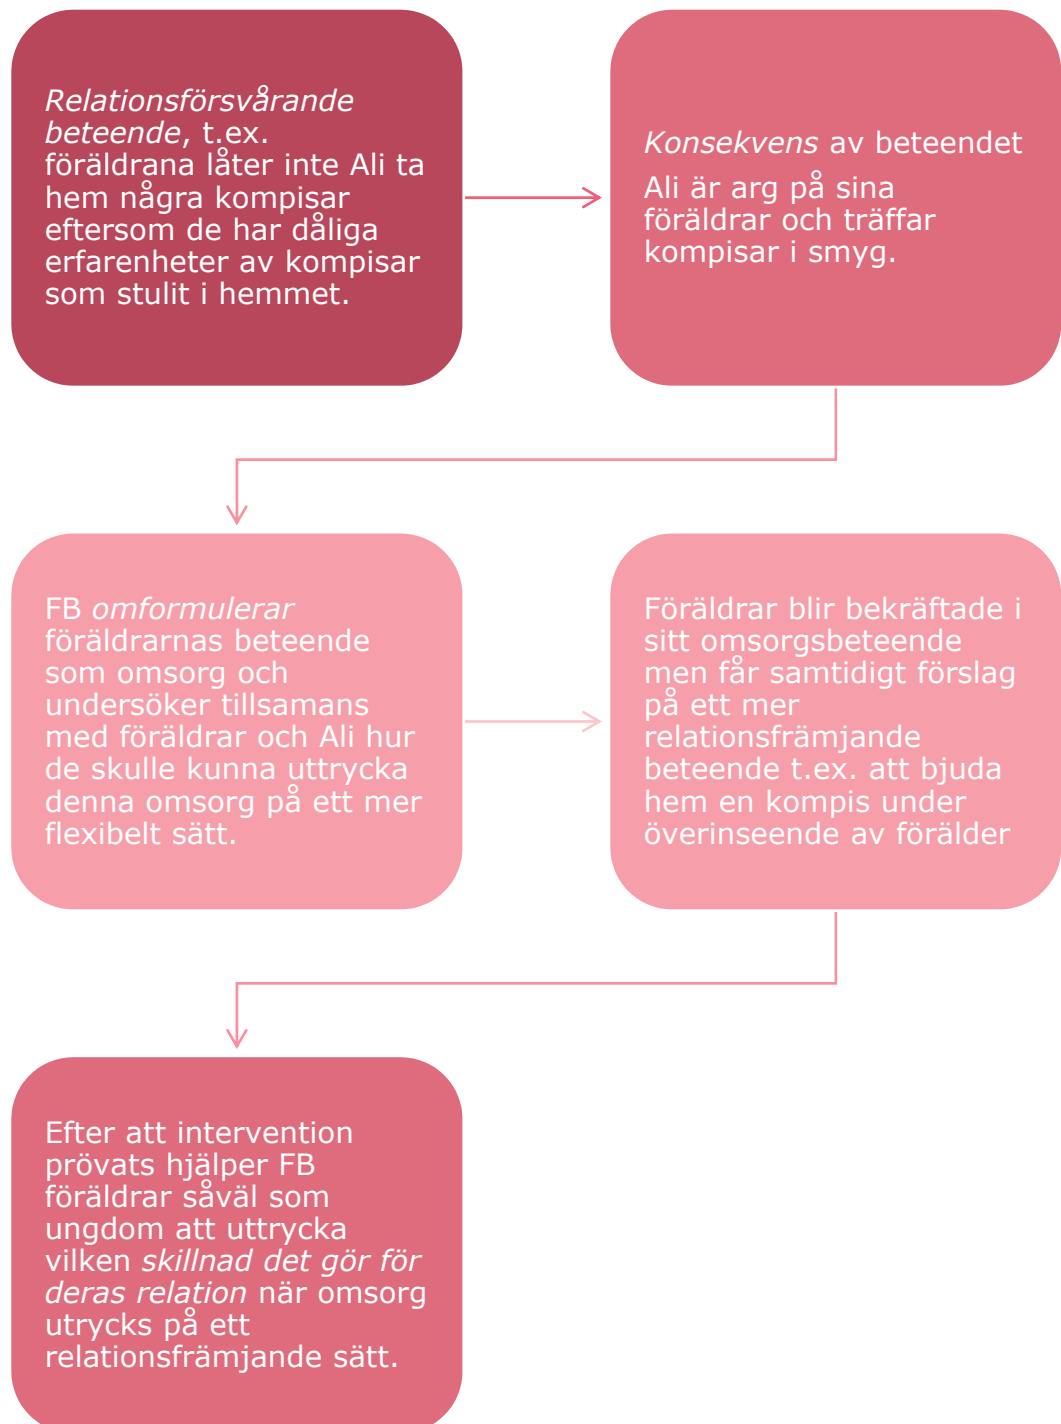 Relationsförsvårande
beteende, t.ex.
föräldrana låter inte Ali ta
hem några kompisar
eftersom de har dåliga
erfarenheter av kompisar
som stulit i hemmet.
Konsekvens av beteendet
Ali är arg på sina
föräldrar och träffar
kompisar i smyg.
FB omformulerar
föräldrarnas beteende
som omsorg och
undersöker tillsamans
med föräldrar och Ali hur
de skulle kunna uttrycka
denna omsorg på ett mer
flexibelt sätt.
Föräldrar blir bekräftade i
sitt omsorgsbeteende
men får samtidigt förslag
på ett mer
relationsfrämjande
beteende t.ex. att bjuda
hem en kompis under
överinseende av förälder
Efter att intervention
prövats hjälper FB
föräldrar såväl som
ungdom att uttrycka
vilken skillnad det gör för
deras relation när omsorg
utrycks på ett
relationsfrämjande sätt.